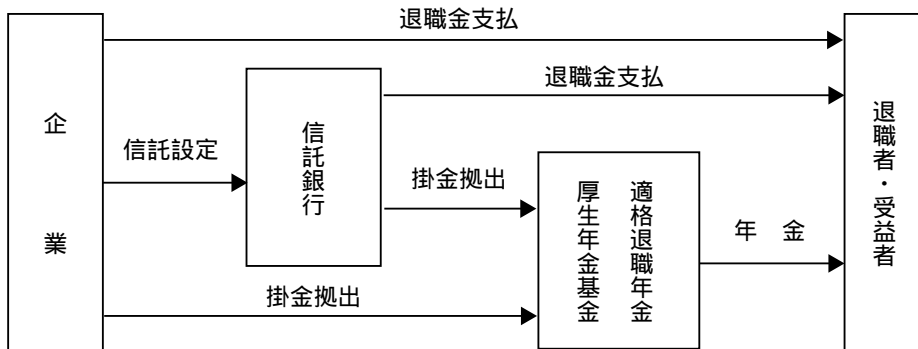 退職金支払
退職金支払
企業
信託設定
信託銀行
掛金拠出
適格退職年金
厚生年金基金
年 金
退職者・受益者
掛金拠出